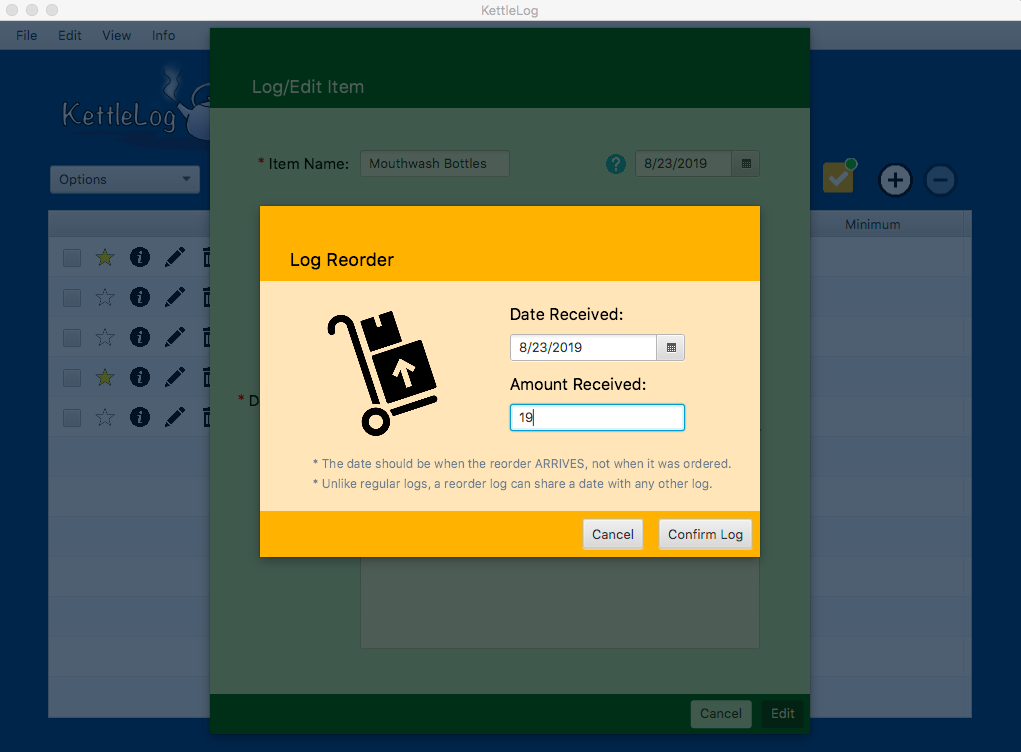 KettleLog
File Edit View Info
Log/Edit Item
KettleLog
* Item Name: Mouthwash Bottles ? 8/23/2019
Options
Minimum
Log Reorder
Date Received:
8/23/2019
Amount Received:
* D
19
* The date should be when the reorder ARRIVES, not when it was ordered.
* Unlike regular logs, a reorder log can share a date with any other log.
Cancel Confirm Log
Cancel Edit